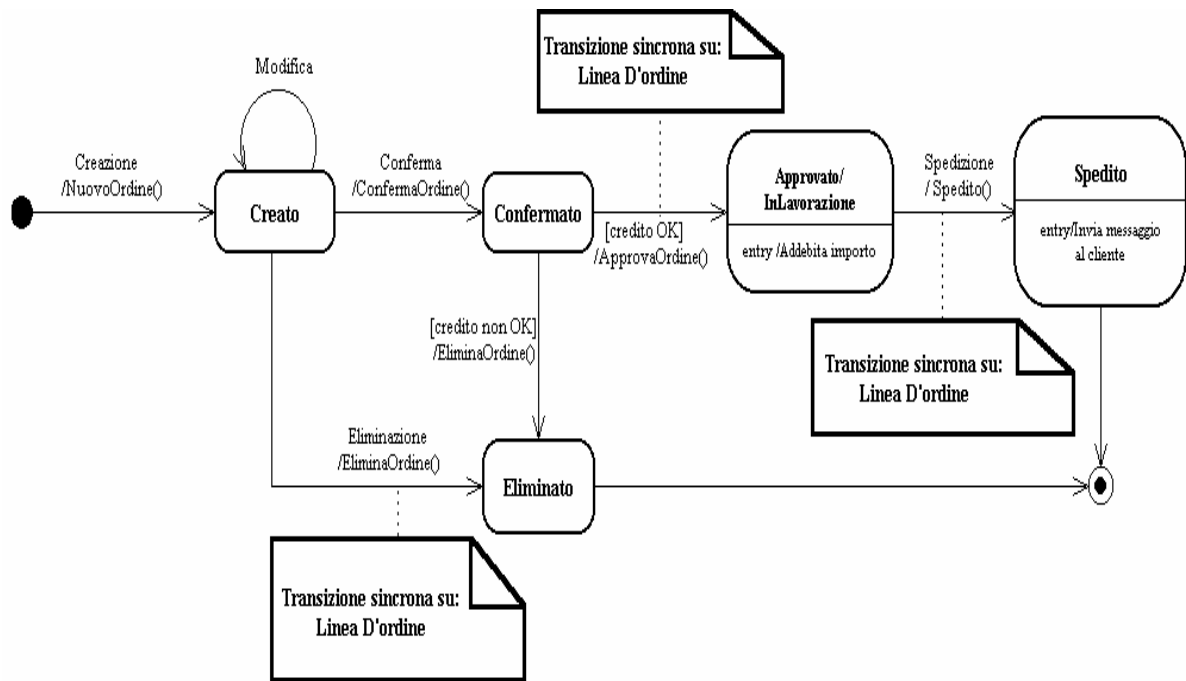 Transizione sincrona su:
Linea D'ordine
Modifica
Creazione
/NuovoOrdine()
Conferma
/ConfermaOrdine()
Spedizione
/ Spedito()
Creato
Confermato
Approvato/
InLavorazione
entry /Addebita importo
Spedito
entry/Invia messaggio
al cliente
[credito OK]
/ApprovaOrdine()
[credito non OK]
/EliminaOrdine()
Transizione sincrona su:
Linea D'ordine
Eliminazione
/EliminaOrdine()
Eliminato
Transizione sincrona su:
Linea D'ordine